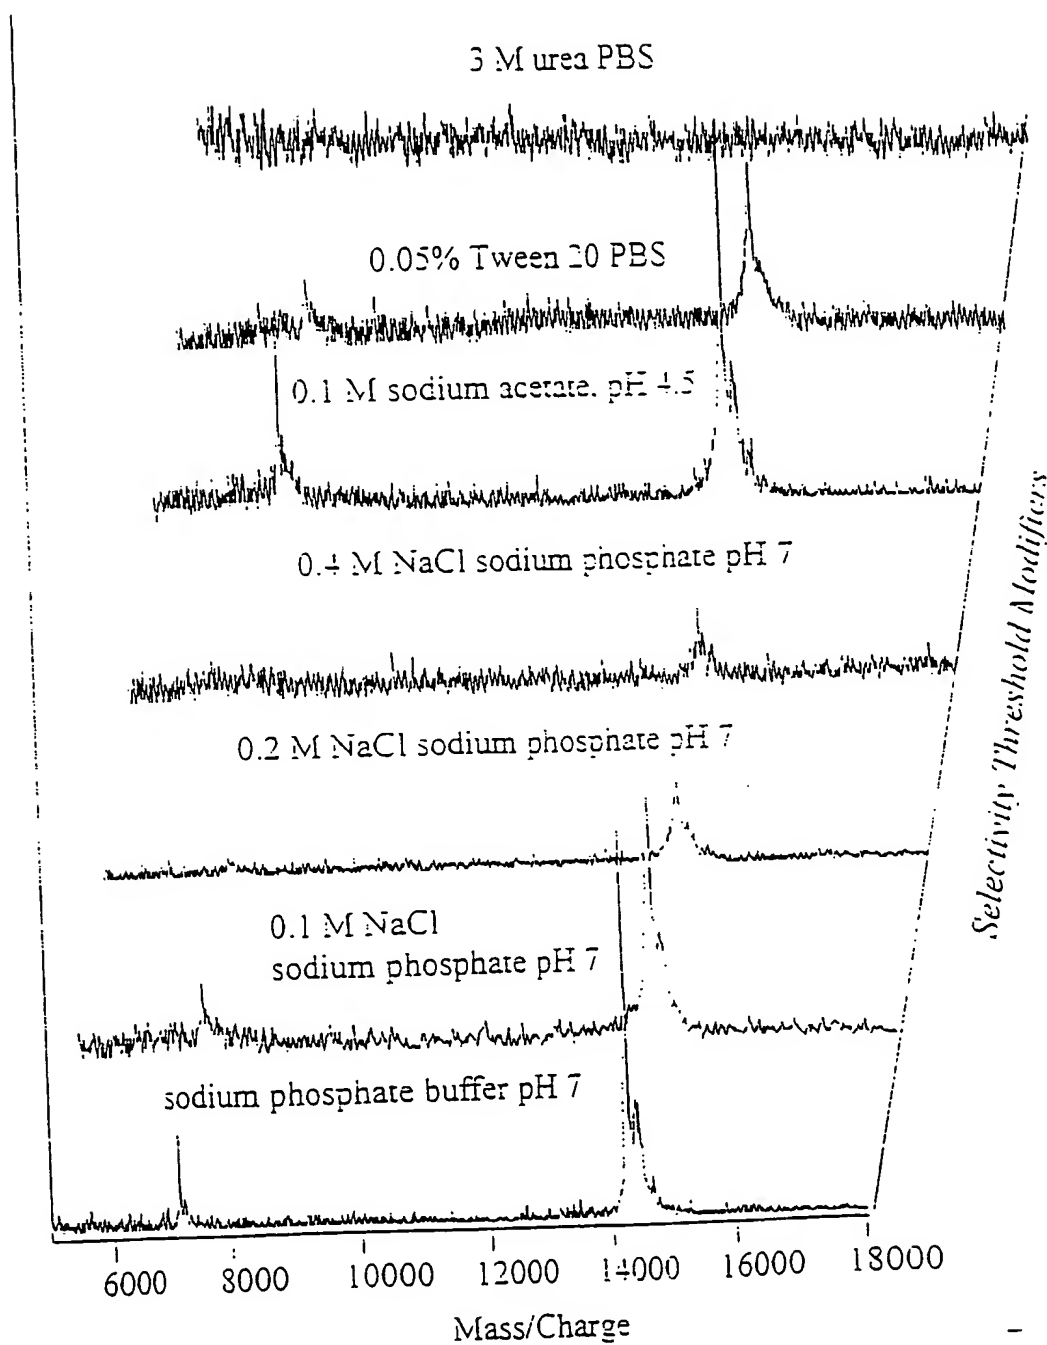 3 M urea PBS
0.05% Tween 20 PBS
0.1 M sodium acetate. pH 4.5
0.4 M NaCl sodium phosphate pH 7
0.2 M NaCl sodium phosphate pH 7
0.1 M NaCl
sodium phosphate pH 7
sodium phosphate buffer pH 7
6000 8000 10000 12000 14000 16000 18000
Mass/Charge
Selectivity Threshold Modifiers